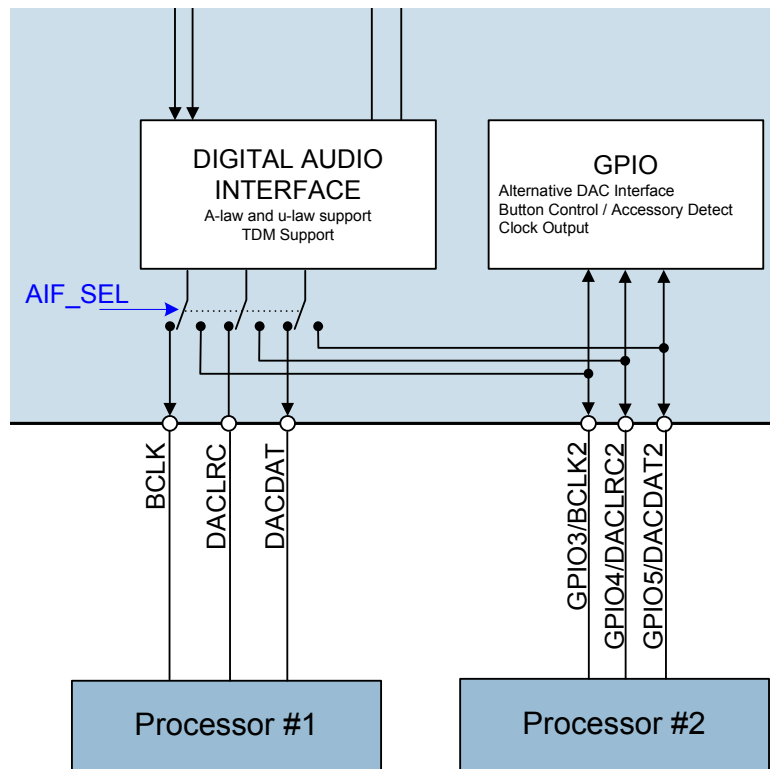 DIGITAL AUDIO
INTERFACE
A-law and u-law support
TDM Support
GPIO
Alternative DAC Interface
Button Control / Accessory Detect
Clock Output
AIF_SEL
BCLK
DACLRC
DACDAT
GPIO3/BCLK2
GPIO4/DACLRC2
GPIO5/DACDAT2
Processor #1
Processor #2